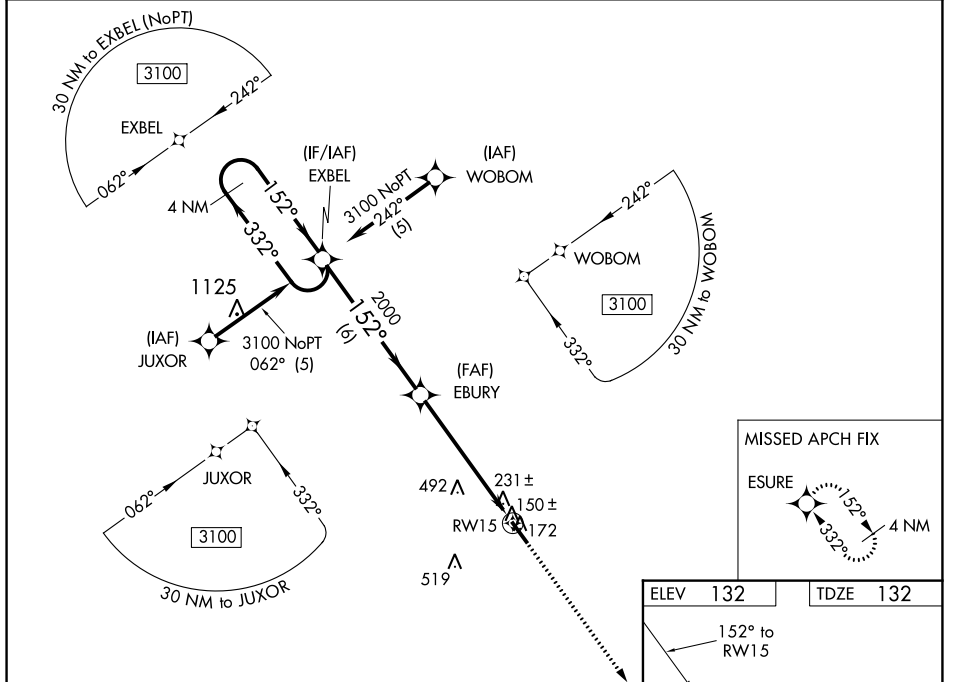 30 NM to EXBEL (NoPT)
3100
242°
EXBEL
062°
(IF/IAF)
EXBEL
(IAF)
WOBOM
3100 NoPT
242°
(5)
4 NM
152°
332°
1125
(IAF)
JUXOR
3100 NoPT
062° (5)
2000
152°
(6)
(FAF)
EBURY
242°
WOBOM
3100
332°
30 NM to WOBOM
062°
JUXOR
332°
3100
30 NM to JUXOR
492
231 ±
150 ±
RW15
172
519
MISSED APCH FIX
ESURE
152°
332°
4 NM
ELEV 132
TDZE 132
152° to
RW15